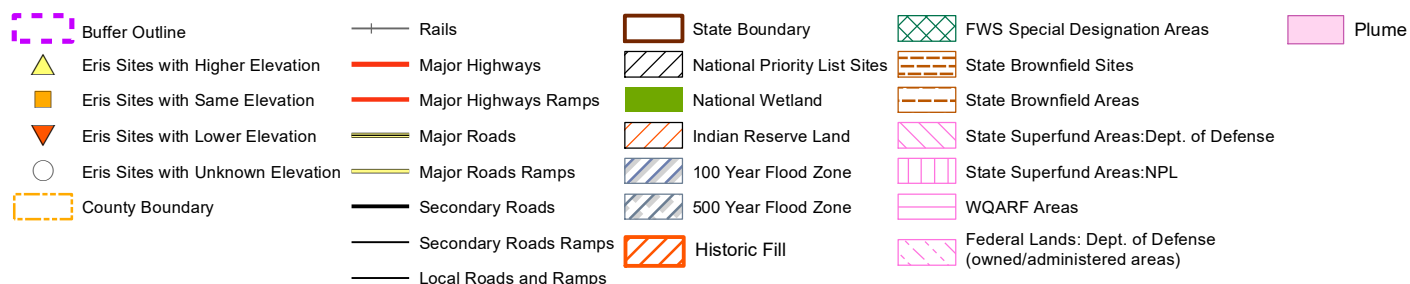 Buffer Outline
Eris Sites with Higher Elevation
Eris Sites with Same Elevation
Eris Sites with Lower Elevation
Eris Sites with Unknown Elevation
County Boundary
Rails
Major Highways
Major Highways Ramps
Major Roads
Major Roads Ramps
Secondary Roads
Secondary Roads Ramps
Local Roads and Ramps
State Boundary
National Priority List Sites
National Wetland
Indian Reserve Land
100 Year Flood Zone
500 Year Flood Zone
Historic Fill
FWS Special Designation Areas
State Brownfield Sites
State Brownfield Areas
State Superfund Areas:Dept. of Defense
State Superfund Areas:NPL
WQARF Areas
Federal Lands: Dept. of Defense
(owned/administered areas)
Plume